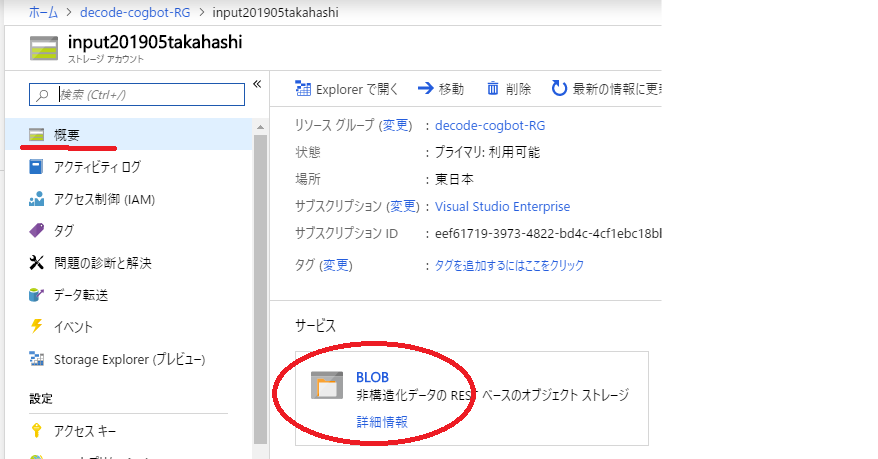 ホーム > decode-cogbot-RG > input201905takahashi
input201905takahashi
ストレージ アカウント
検索 (Ctrl+/)
概要
アクティビティ ログ
アクセス制御 (IAM)
タグ
問題の診断と解決
データ転送
イベント
Storage Explorer (プレビュー)
設定
アクセス キー
Explorer で開く 移動 削除 最新の情報に更
リソース グループ (変更) : decode-cogbot-RG
状態 : プライマリ: 利用可能
場所 : 東日本
サブスクリプション (変更) : Visual Studio Enterprise
サブスクリプション ID : eef61719-3973-4822-bd4c-4cf1ebc18bl
タグ (変更) : タグを追加するにはここをクリック
サービス
BLOB
非構造化データの REST ベースのオブジェクト ストレージ
詳細情報